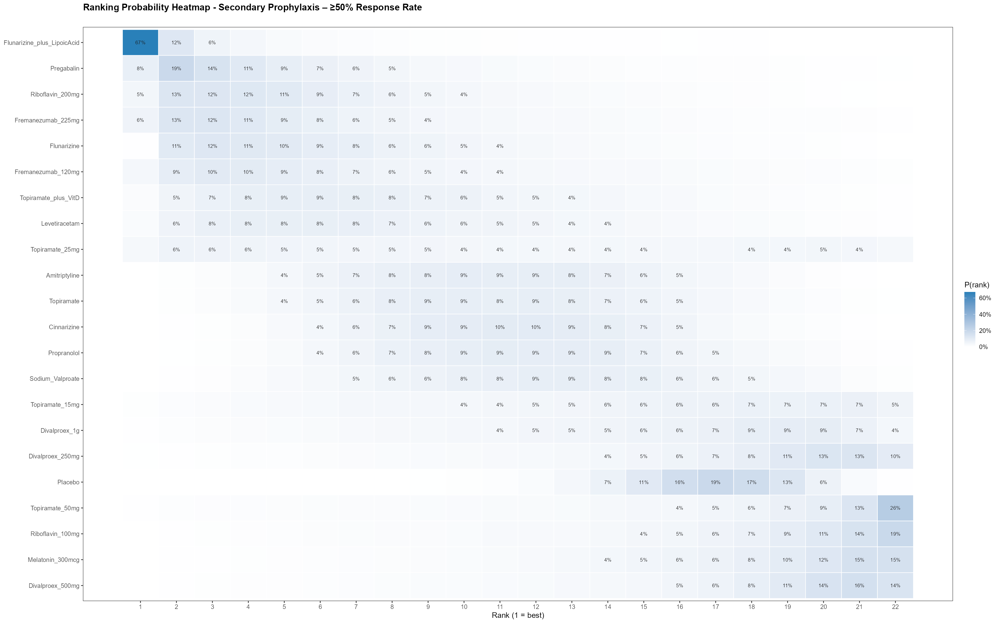 Ranking Probability Heatmap - Secondary Prophylaxis – ≥50% Response Rate
Flunarizine_plus_LipoicAcid 67% 12% 6%
Pregabalin 8% 19% 14% 11% 9% 7% 6% 5%
Riboflavin_200mg 5% 13% 12% 12% 11% 9% 7% 6% 5% 4%
Fremanezumab_225mg 6% 13% 12% 11% 9% 8% 6% 5% 4%
Flunarizine 11% 12% 11% 10% 9% 8% 6% 6% 5% 4%
Fremanezumab_120mg 9% 10% 10% 9% 8% 7% 6% 5% 4% 4%
Topiramate_plus_VitD 5% 7% 8% 9% 9% 8% 8% 7% 6% 5% 5% 4%
Levetiracetam 6% 8% 8% 8% 8% 8% 7% 6% 6% 5% 5% 4% 4%
Topiramate_25mg 6% 6% 6% 5% 5% 5% 5% 5% 4% 4% 4% 4% 4% 4% 4% 4% 5% 4%
Amitriptyline 4% 5% 7% 8% 8% 9% 9% 9% 8% 7% 6% 5%
Topiramate 4% 5% 6% 8% 9% 9% 8% 9% 8% 7% 6% 5%
Cinnarizine 4% 6% 7% 9% 9% 10% 10% 9% 8% 7% 5%
Propranolol 4% 6% 7% 8% 9% 9% 9% 9% 9% 7% 6% 5%
Sodium_Valproate 5% 6% 6% 8% 8% 9% 9% 8% 8% 6% 6% 5%
Topiramate_15mg 4% 4% 5% 5% 6% 6% 6% 6% 7% 7% 7% 7% 5%
Divalproex_1g 4% 5% 5% 5% 6% 6% 7% 9% 9% 9% 7% 4%
Divalproex_250mg 4% 5% 6% 7% 8% 11% 13% 13% 10%
Placebo 7% 11% 16% 19% 17% 13% 6%
Topiramate_50mg 4% 5% 6% 7% 9% 13% 26%
Riboflavin_100mg 4% 5% 6% 7% 9% 11% 14% 19%
Melatonin_300mcg 4% 5% 6% 6% 8% 10% 12% 15% 15%
Divalproex_500mg 5% 6% 8% 11% 14% 16% 14%
1 2 3 4 5 6 7 8 9 10 11 12 13 14 15 16 17 18 19 20 21 22
Rank (1 = best)
P(rank)
60%
40%
20%
0%